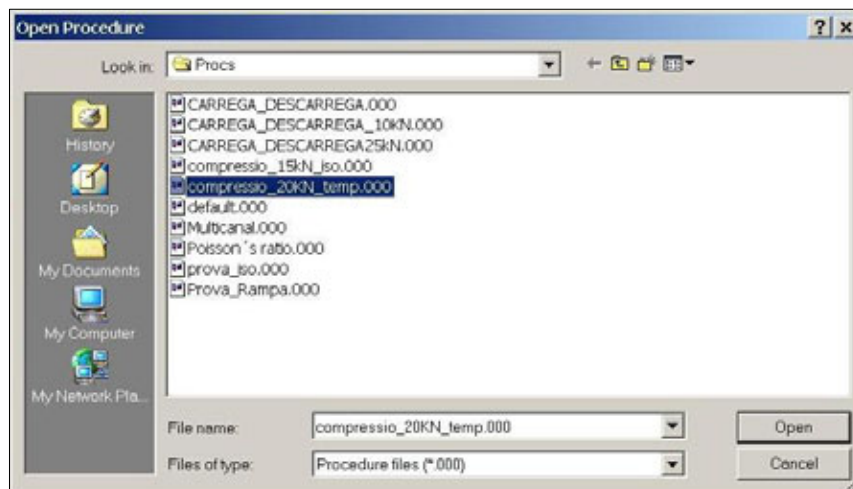 Open Procedure
Look in: Procs
History
Desktop
My Documents
My Computer
My Network Pla...
CARREGA_DESCARREGA.000
CARREGA_DESCARREGA_10kN.000
CARREGA_DESCARREGA25kN.000
compressio_15kN_iso.000
compressio_20KN_temp.000
default.000
Multicanal.000
Poisson´s ratio.000
prova_iso.000
Prova_Rampa.000
File name: compressio_20KN_temp.000 Open
Files of type: Procedure files (*.000) Cancel